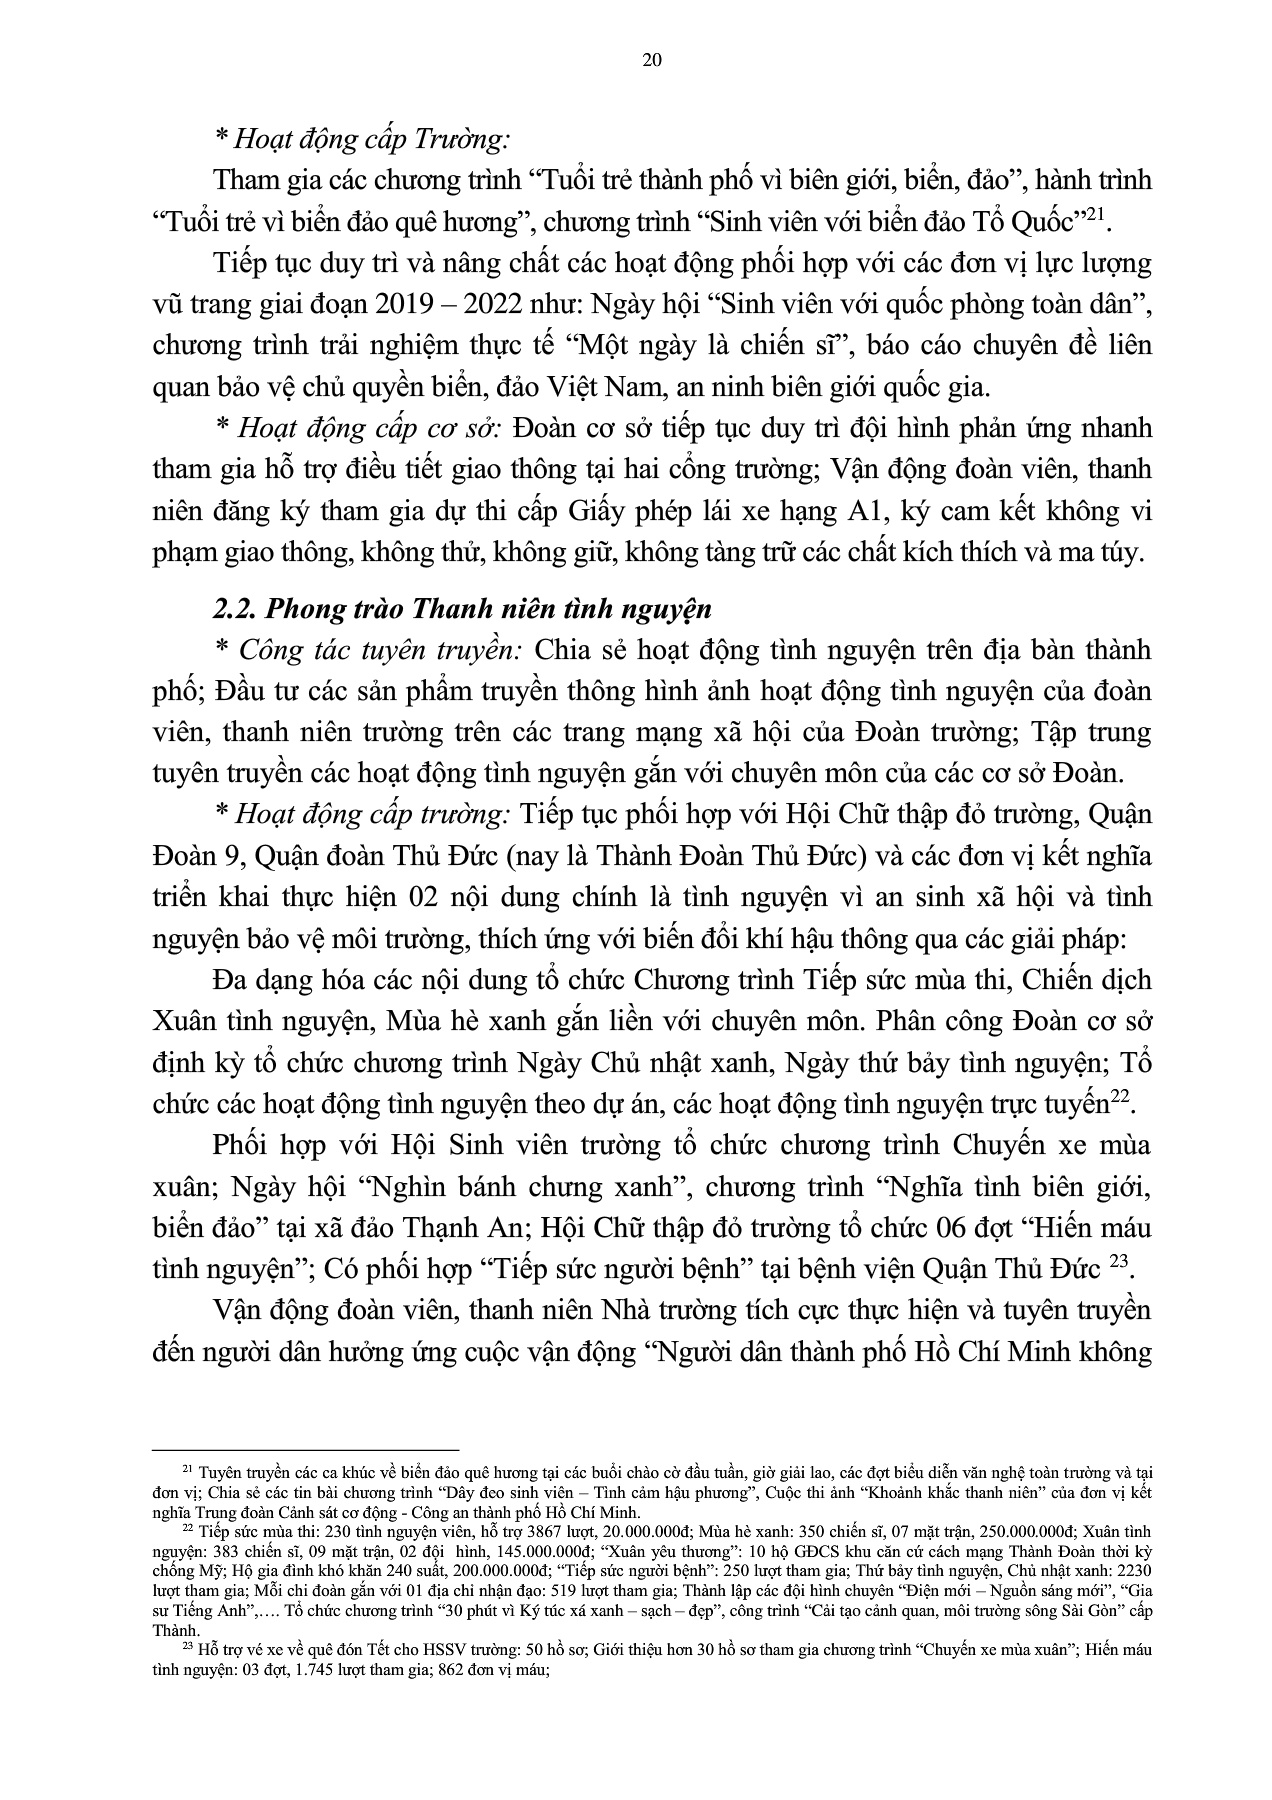 20
* Hoạt động cấp Trường:
Tham gia các chương trình “Tuổi trẻ thành phố vì biên giới, biển, đảo”, hành trình
“Tuổi trẻ vì biển đảo quê hương”, chương trình “Sinh viên với biển đảo Tổ Quốc”21.
Tiếp tục duy trì và nâng chất các hoạt động phối hợp với các đơn vị lực lượng
vũ trang giai đoạn 2019 – 2022 như: Ngày hội “Sinh viên với quốc phòng toàn dân”,
chương trình trải nghiệm thực tế “Một ngày là chiến sĩ”, báo cáo chuyên đề liên
quan bảo vệ chủ quyền biển, đảo Việt Nam, an ninh biên giới quốc gia.
* Hoạt động cấp cơ sở: Đoàn cơ sở tiếp tục duy trì đội hình phản ứng nhanh
tham gia hỗ trợ điều tiết giao thông tại hai cổng trường; Vận động đoàn viên, thanh
niên đăng ký tham gia dự thi cấp Giấy phép lái xe hạng A1, ký cam kết không vi
phạm giao thông, không thử, không giữ, không tàng trữ các chất kích thích và ma túy.
2.2. Phong trào Thanh niên tình nguyện
* Công tác tuyên truyền: Chia sẻ hoạt động tình nguyện trên địa bàn thành
phố; Đầu tư các sản phẩm truyền thông hình ảnh hoạt động tình nguyện của đoàn
viên, thanh niên trường trên các trang mạng xã hội của Đoàn trường; Tập trung
tuyên truyền các hoạt động tình nguyện gắn với chuyên môn của các cơ sở Đoàn.
* Hoạt động cấp trường: Tiếp tục phối hợp với Hội Chữ thập đỏ trường, Quận
Đoàn 9, Quận đoàn Thủ Đức (nay là Thành Đoàn Thủ Đức) và các đơn vị kết nghĩa
triển khai thực hiện 02 nội dung chính là tình nguyện vì an sinh xã hội và tình
nguyện bảo vệ môi trường, thích ứng với biến đổi khí hậu thông qua các giải pháp:
Đa dạng hóa các nội dung tổ chức Chương trình Tiếp sức mùa thi, Chiến dịch
Xuân tình nguyện, Mùa hè xanh gắn liền với chuyên môn. Phân công Đoàn cơ sở
định kỳ tổ chức chương trình Ngày Chủ nhật xanh, Ngày thứ bảy tình nguyện; Tổ
chức các hoạt động tình nguyện theo dự án, các hoạt động tình nguyện trực tuyến22.
Phối hợp với Hội Sinh viên trường tổ chức chương trình Chuyến xe mùa
xuân; Ngày hội “Nghìn bánh chưng xanh”, chương trình “Nghĩa tình biên giới,
biển đảo” tại xã đảo Thạnh An; Hội Chữ thập đỏ trường tổ chức 06 đợt “Hiến máu
tình nguyện”; Có phối hợp “Tiếp sức người bệnh” tại bệnh viện Quận Thủ Đức 23.
Vận động đoàn viên, thanh niên Nhà trường tích cực thực hiện và tuyên truyền
đến người dân hưởng ứng cuộc vận động “Người dân thành phố Hồ Chí Minh không
21 Tuyên truyền các ca khúc về biển đảo quê hương tại các buổi chào cờ đầu tuần, giờ giải lao, các đợt biểu diễn văn nghệ toàn trường và tại
đơn vị; Chia sẻ các tin bài chương trình “Dây đeo sinh viên – Tình cảm hậu phương”, Cuộc thi ảnh “Khoảnh khắc thanh niên” của đơn vị kết
nghĩa Trung đoàn Cảnh sát cơ động - Công an thành phố Hồ Chí Minh.
22 Tiếp sức mùa thi: 230 tình nguyện viên, hỗ trợ 3867 lượt, 20.000.000đ; Mùa hè xanh: 350 chiến sĩ, 07 mặt trận, 250.000.000đ; Xuân tình
nguyện: 383 chiến sĩ, 09 mặt trận, 02 đội hình, 145.000.000đ; “Xuân yêu thương”: 10 hộ GĐCS khu căn cứ cách mạng Thành Đoàn thời kỳ
chống Mỹ; Hộ gia đình khó khăn 240 suất, 200.000.000đ; “Tiếp sức người bệnh”: 250 lượt tham gia; Thứ bảy tình nguyện, Chủ nhật xanh: 2230
lượt tham gia; Mỗi chi đoàn gắn với 01 địa chỉ nhận đạo: 519 lượt tham gia; Thành lập các đội hình chuyên “Điện mới – Nguồn sáng mới”, “Gia
sư Tiếng Anh”,…. Tổ chức chương trình “30 phút vì Ký túc xá xanh – sạch – đẹp”, công trình “Cải tạo cảnh quan, môi trường sông Sài Gòn” cấp
Thành.
23 Hỗ trợ vé xe về quê đón Tết cho HSSV trường: 50 hồ sơ; Giới thiệu hơn 30 hồ sơ tham gia chương trình “Chuyến xe mùa xuân”; Hiến máu
tình nguyện: 03 đợt, 1.745 lượt tham gia; 862 đơn vị máu;